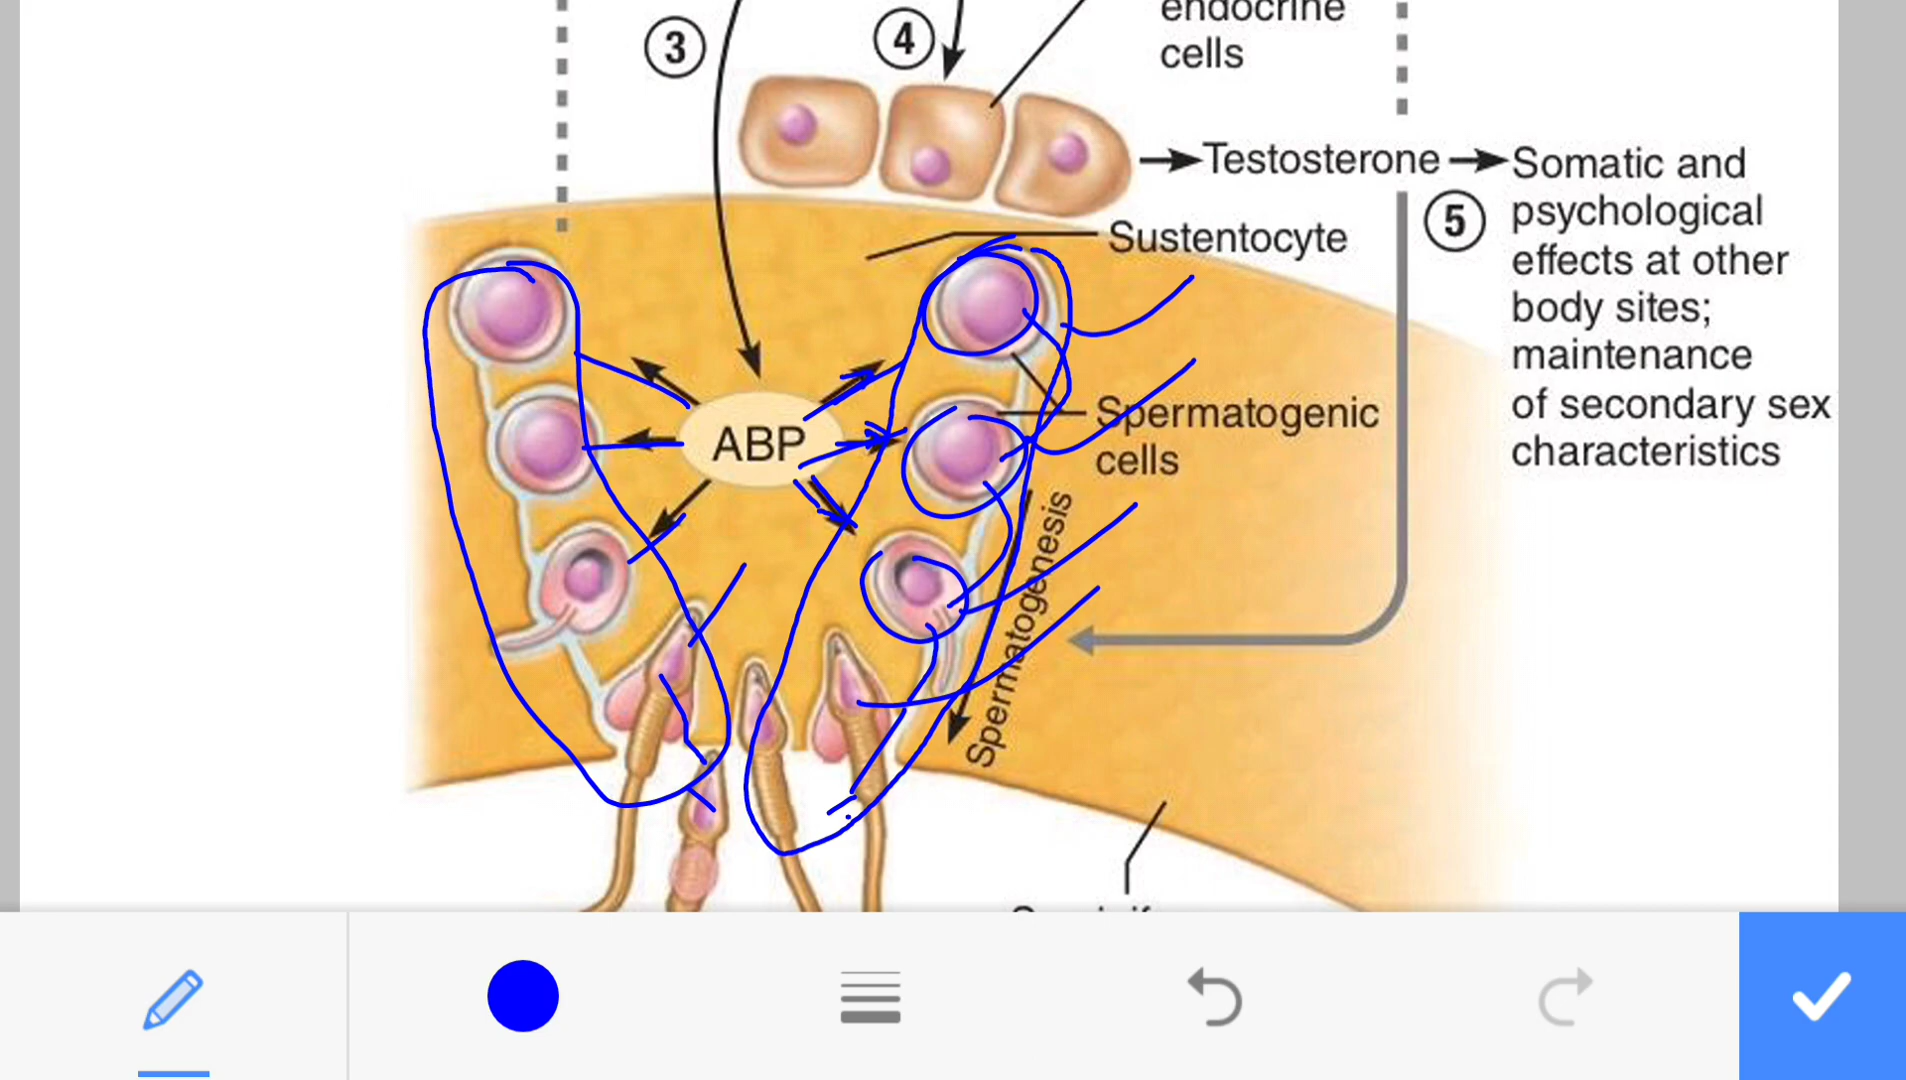 endocrine
cells
3
4
Testosterone
Somatic and
psychological
effects at other
body sites;
maintenance
of secondary sex
characteristics
5
Sustentocyte
ABP
Spermatogenic
cells
Spermatogenesis